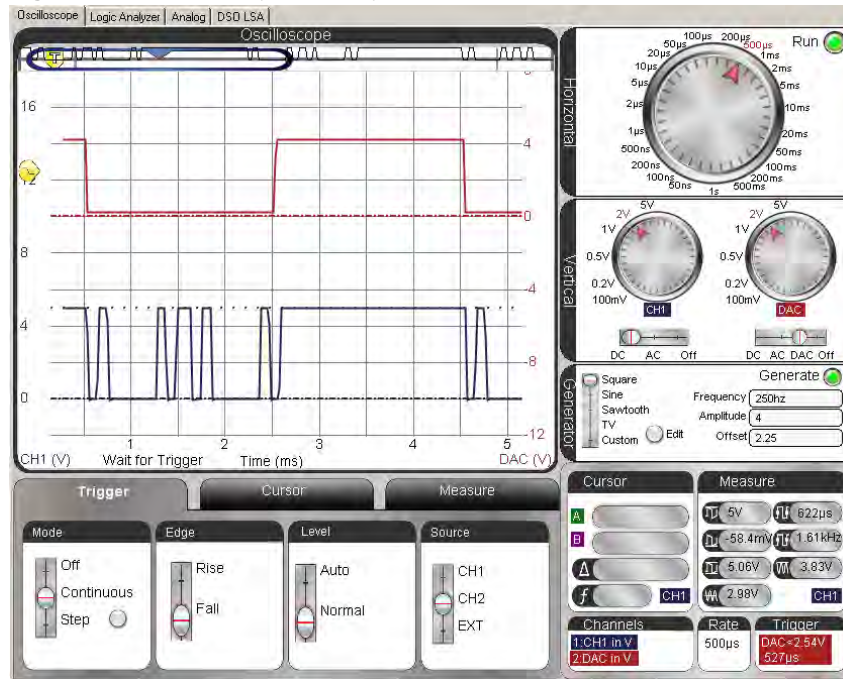 Oscilloscope Logic Analyzer Analog DSO LSA
Oscilloscope
T
16
12
8
4
0
4
0
-4
-8
-12
1 2 3 4 5
CH1 (V) Wait for Trigger Time (ms) DAC (V)
Horizontal
Run
50ns
100ns
200ns
500ns
1µs
2µs
5µs
10µs
20µs
50µs
100µs
200µs
500µs
1ms
2ms
5ms
10ms
20ms
50ms
100ms
200ms
500ms
1s
Vertical
5V
2V
1V
0.5V
0.2V
100mV
CH1
DC AC Off
5V
2V
1V
0.5V
0.2V
100mV
DAC
DC AC DAC Off
Generator
Square
Sine
Sawtooth
TV
Custom
Edit
Generate
Frequency 250hz
Amplitude 4
Offset 2.25
Trigger Cursor Measure
Mode
Off
Continuous
Step
Edge
Rise
Fall
Level
Auto
Normal
Source
CH1
CH2
EXT
Cursor
A
B
Δ
f CH1
Measure
5V 622µs
-58.4mV 1.61kHz
5.06V 3.83V
2.98V CH1
Channels
1:CH1 in V
2:DAC in V
Rate
500µs
Trigger
DAC=2.54V
527µs